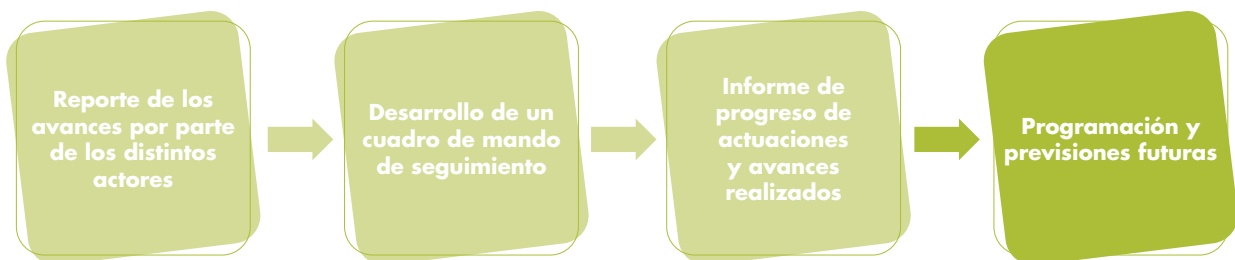 Reporte de los
avances por parte
de los distintos
actores
Desarrollo de un
cuadro de mando
de seguimiento
Informe de
progreso de
actuaciones
y avances
realizados
Programación y
previsiones futuras